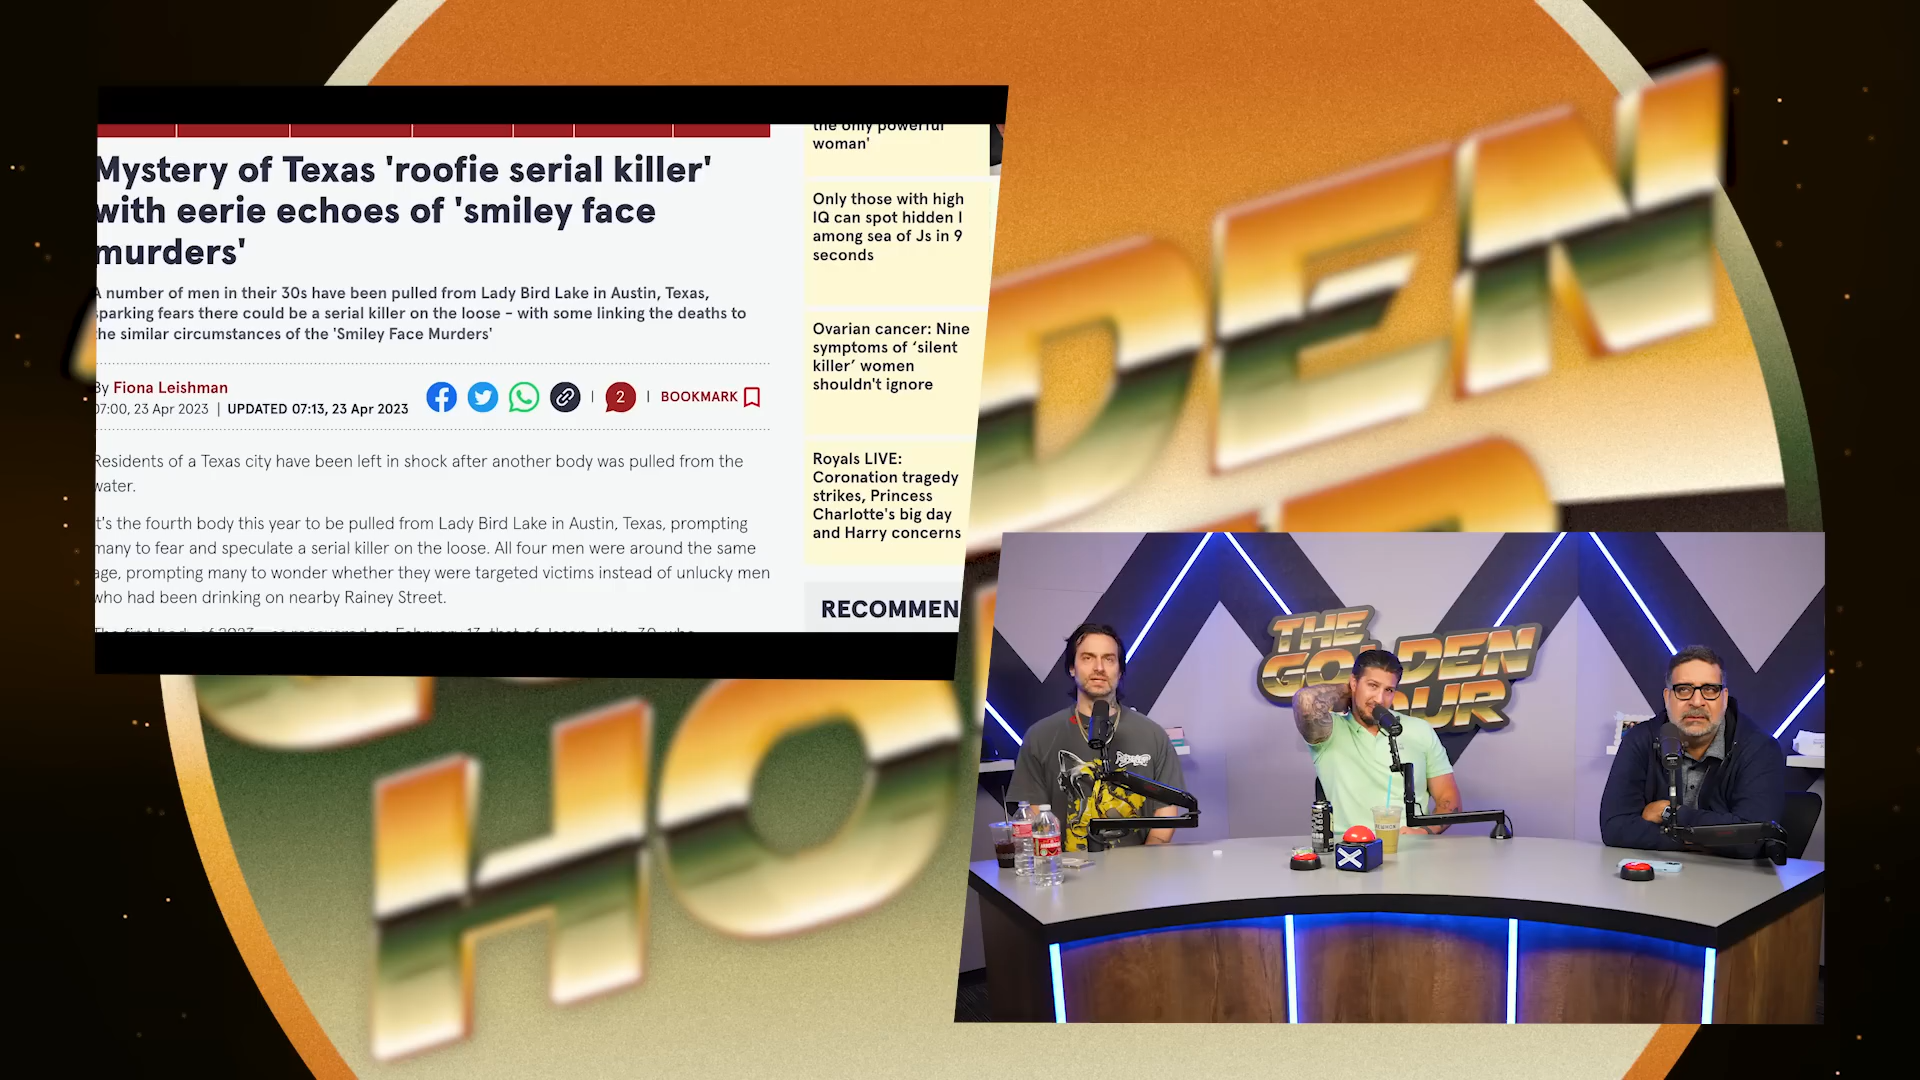 Mystery of Texas 'roofie serial killer'
with eerie echoes of 'smiley face
murders'
A number of men in their 30s have been pulled from Lady Bird Lake in Austin, Texas,
sparking fears there could be a serial killer on the loose - with some linking the deaths to
the similar circumstances of the 'Smiley Face Murders'
By Fiona Leishman
07:00, 23 Apr 2023 | UPDATED 07:13, 23 Apr 2023
2
BOOKMARK
Residents of a Texas city have been left in shock after another body was pulled from the
water.
It's the fourth body this year to be pulled from Lady Bird Lake in Austin, Texas, prompting
many to fear and speculate a serial killer on the loose. All four men were around the same
age, prompting many to wonder whether they were targeted victims instead of unlucky men
who had been drinking on nearby Rainey Street.
the only powerful
woman'
Only those with high
IQ can spot hidden I
among sea of Js in 9
seconds
Ovarian cancer: Nine
symptoms of ‘silent
killer’ women
shouldn't ignore
Royals LIVE:
Coronation tragedy
strikes, Princess
Charlotte's big day
and Harry concerns
RECOMMEN
DEN
HO
THE
GOLDEN
OUR